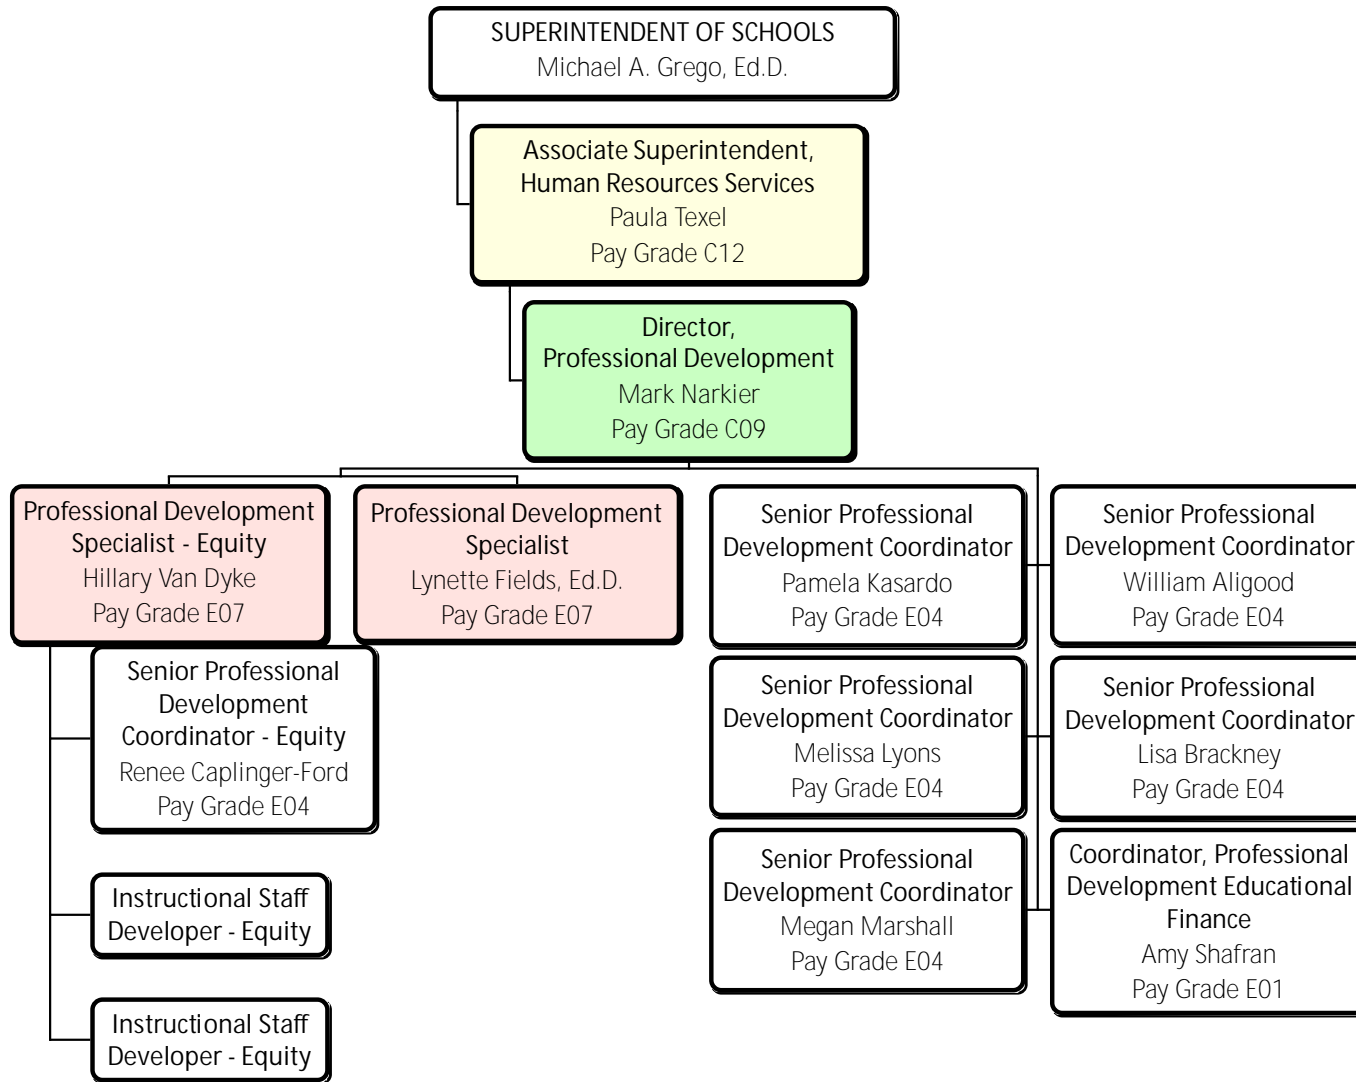 SUPERINTENDENT OF SCHOOLS
Michael A. Grego, Ed.D.
Associate Superintendent,
Human Resources Services
Paula Texel
Pay Grade C12
Director,
Professional Development
Mark Narkier
Pay Grade C09
Professional Development
Specialist - Equity
Hillary Van Dyke
Pay Grade E07
Professional Development
Specialist
Lynette Fields, Ed.D.
Pay Grade E07
Senior Professional
Development Coordinator
Pamela Kasardo
Pay Grade E04
Senior Professional
Development Coordinator
William Aligood
Pay Grade E04
Senior Professional
Development
Coordinator - Equity
Renee Caplinger-Ford
Pay Grade E04
Senior Professional
Development Coordinator
Melissa Lyons
Pay Grade E04
Senior Professional
Development Coordinator
Lisa Brackney
Pay Grade E04
Instructional Staff
Developer - Equity
Senior Professional
Development Coordinator
Megan Marshall
Pay Grade E04
Coordinator, Professional
Development Educational
Finance
Amy Shafran
Pay Grade E01
Instructional Staff
Developer - Equity